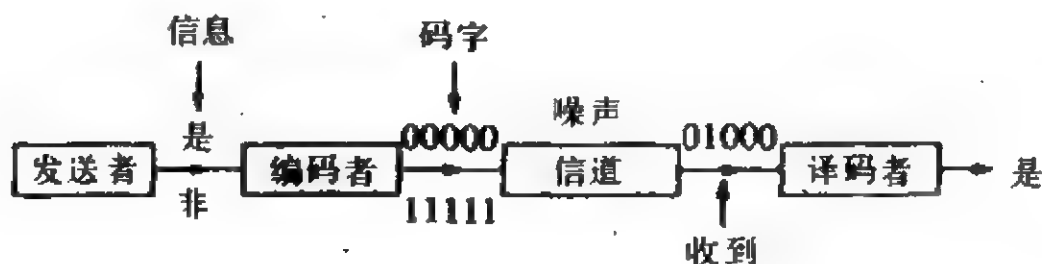 信息
码字
噪声
是
00000
01000
发送者
编码者
信道
译码者
是
非
11111
收到